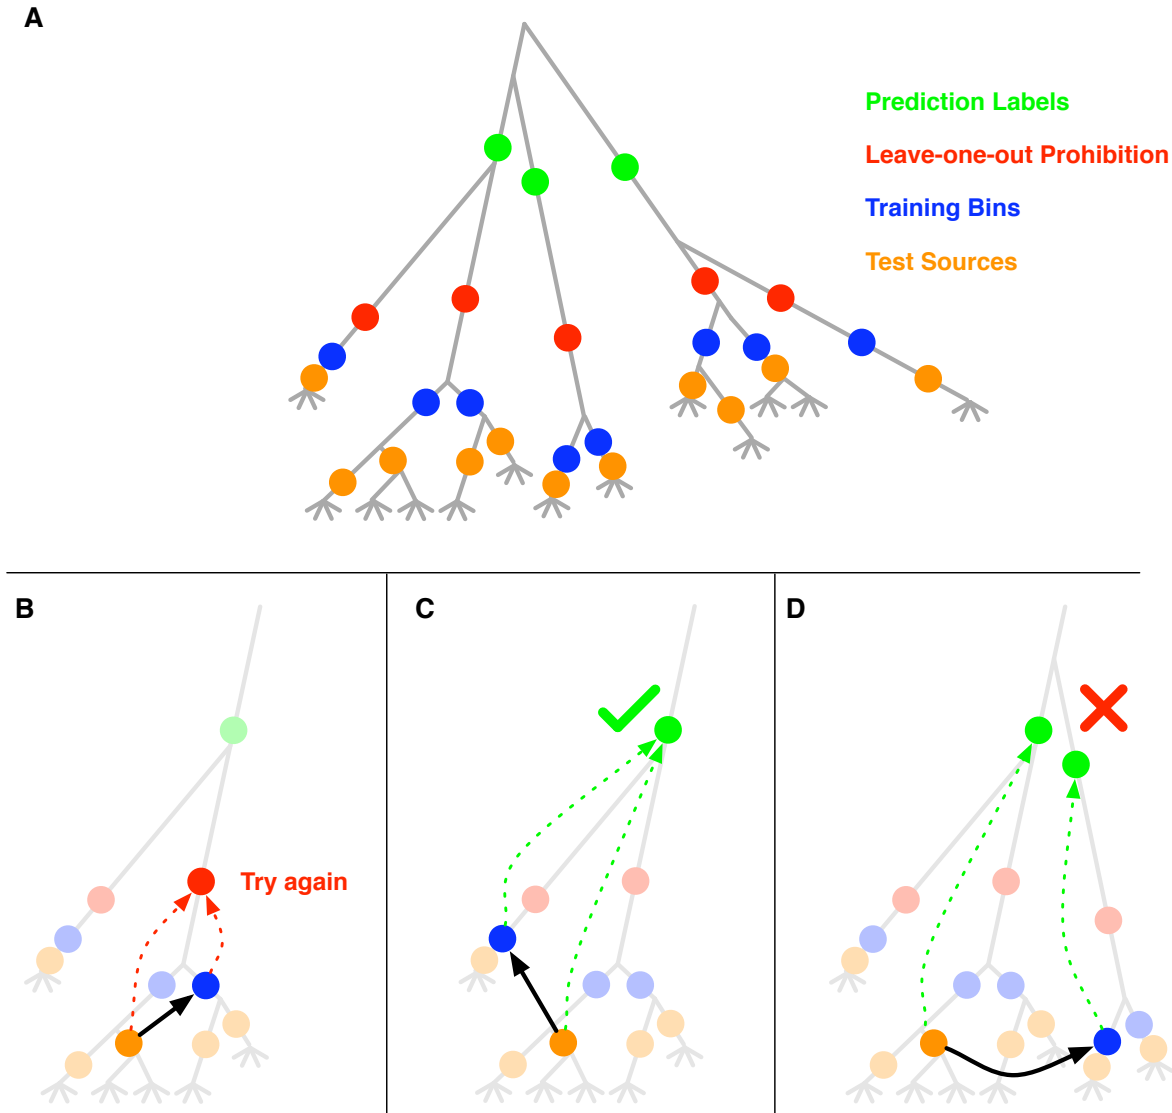 A
Prediction Labels
Leave-one-out Prohibition
Training Bins
Test Sources
B
C
D
Try again